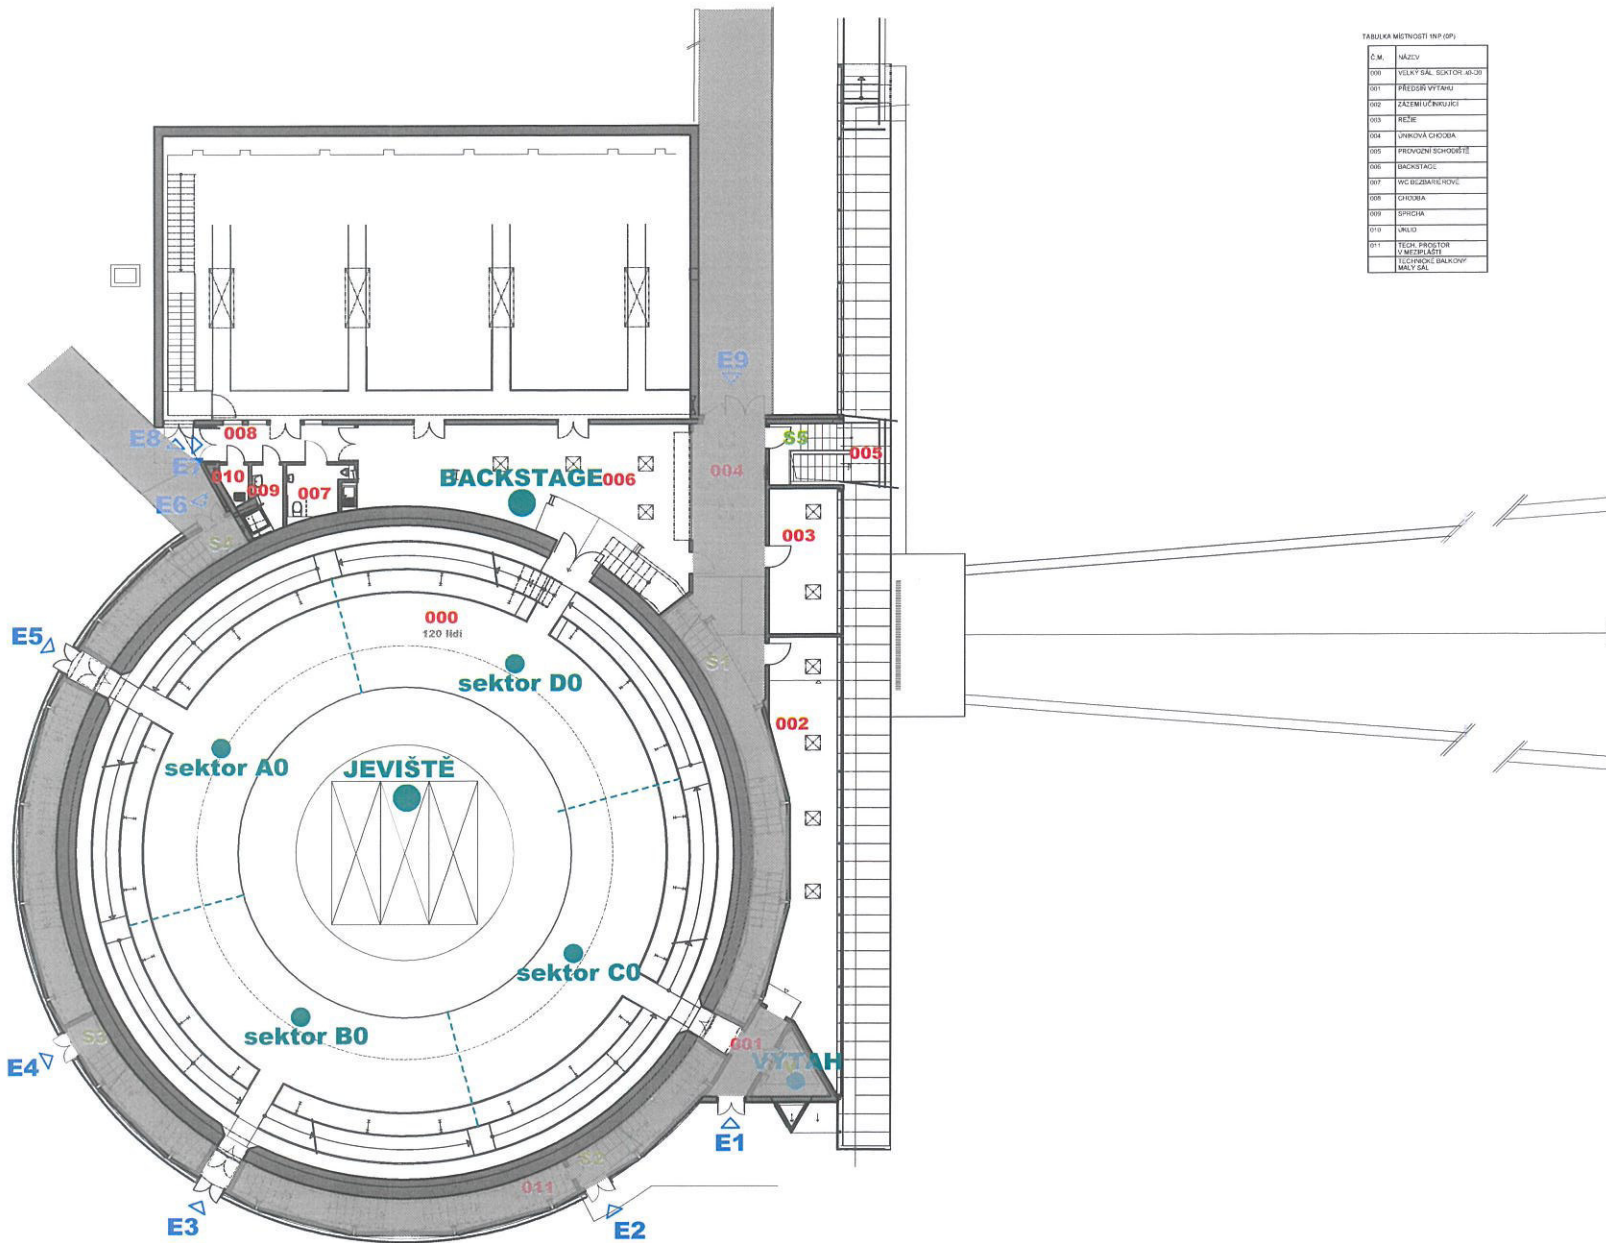 TABULKA MÍSTNOSTÍ 1NP (0P)
Č.M. NÁZEV
000 VELKÝ SÁL, SEKTOR A0-D0
001 PŘEDSÍŇ VÝTAHU
002 ZÁZEMÍ ÚČINKUJÍCÍ
003 REŽIE
004 ÚNIKOVÁ CHODBA
005 PROVOZNÍ SCHODIŠTĚ
006 BACKSTAGE
007 WC BEZBARIÉROVÉ
008 CHODBA
009 SPRCHA
010 ÚKLID
011 TECH. PROSTOR
V MEZIPLÁŠTI
TECHNICKÉ BALKONY
MALÝ SÁL
E9
E8
008
S5
005
E7
010
009
007
BACKSTAGE
006
004
E6
S4
003
000
120 lidí
E5
S1
sektor D0
002
sektor A0
JEVIŠTĚ
sektor C0
sektor B0
S3
E4
001
VÝTAH
E1
S2
011
E3
E2